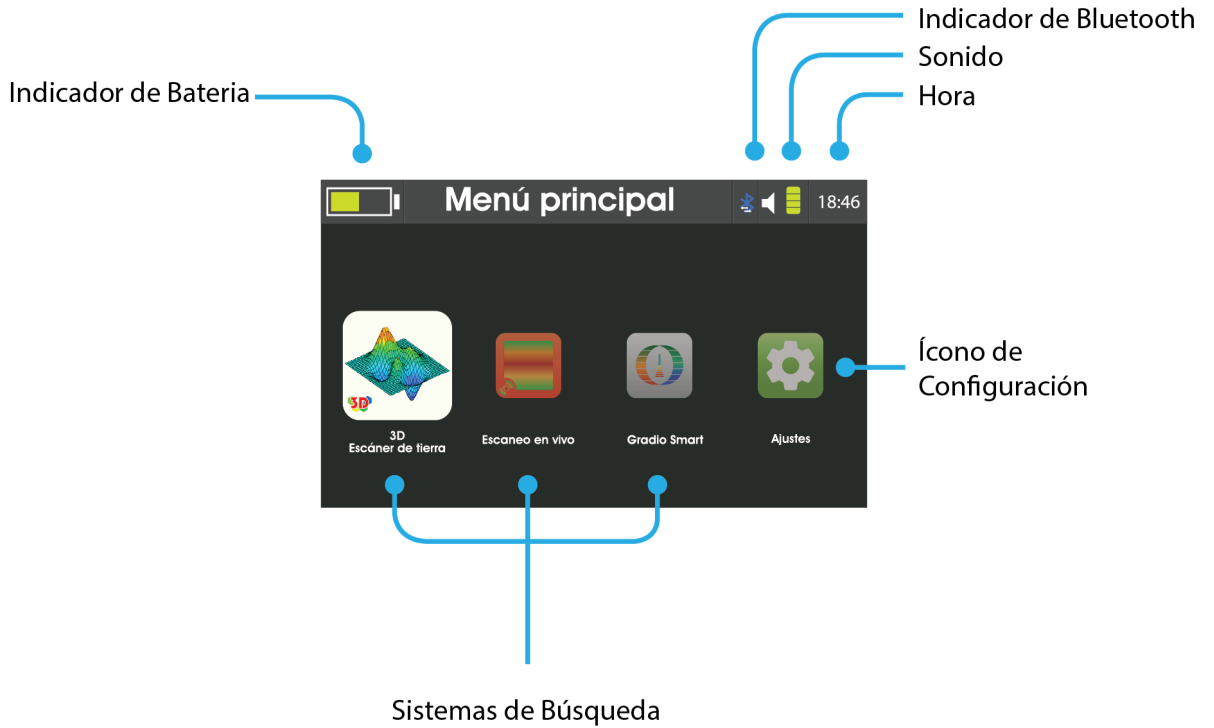 Indicador de Bluetooth
Sonido
Hora
Indicador de Bateria
Menú principal
18:46
3D
3D
Escáner de tierra
Escaneo en vivo
Gradio Smart
Ajustes
Ícono de
Configuración
Sistemas de Búsqueda